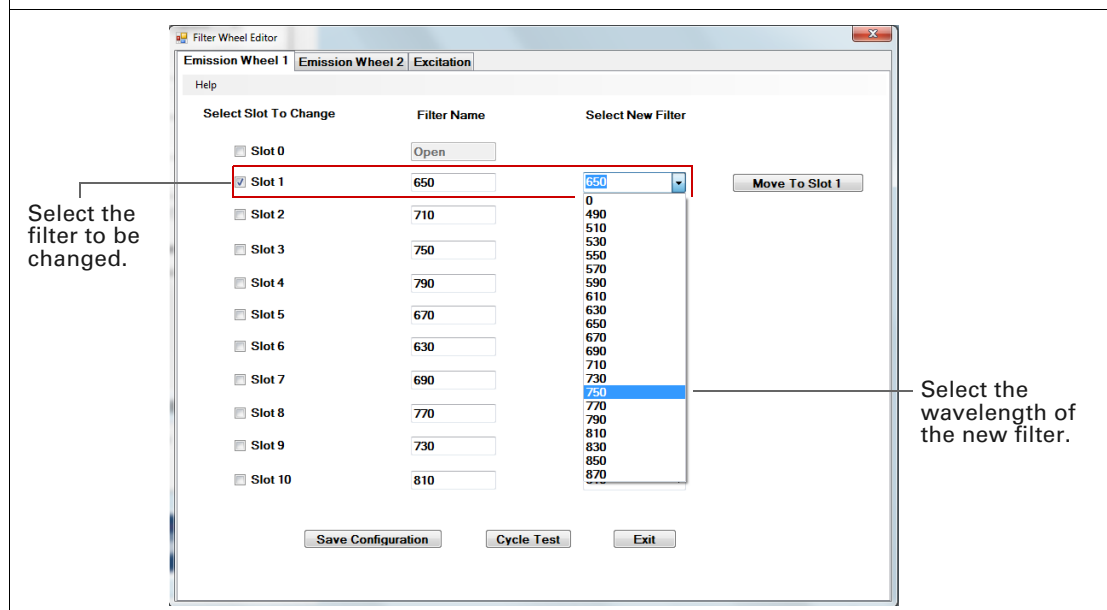 Filter Wheel Editor
Emission Wheel 1 Emission Wheel 2 Excitation
Help
Select Slot To Change Filter Name Select New Filter
Slot 0 Open
Slot 1 650 650 Move To Slot 1
Slot 2 710
Slot 3 750
Slot 4 790
Slot 5 670
Slot 6 630
Slot 7 690
Slot 8 770
Slot 9 730
Slot 10 810
0
490
510
530
550
570
590
610
630
650
670
690
710
730
750
770
790
810
830
850
870
Save Configuration Cycle Test Exit
Select the
filter to be
changed.
Select the
wavelength of
the new filter.